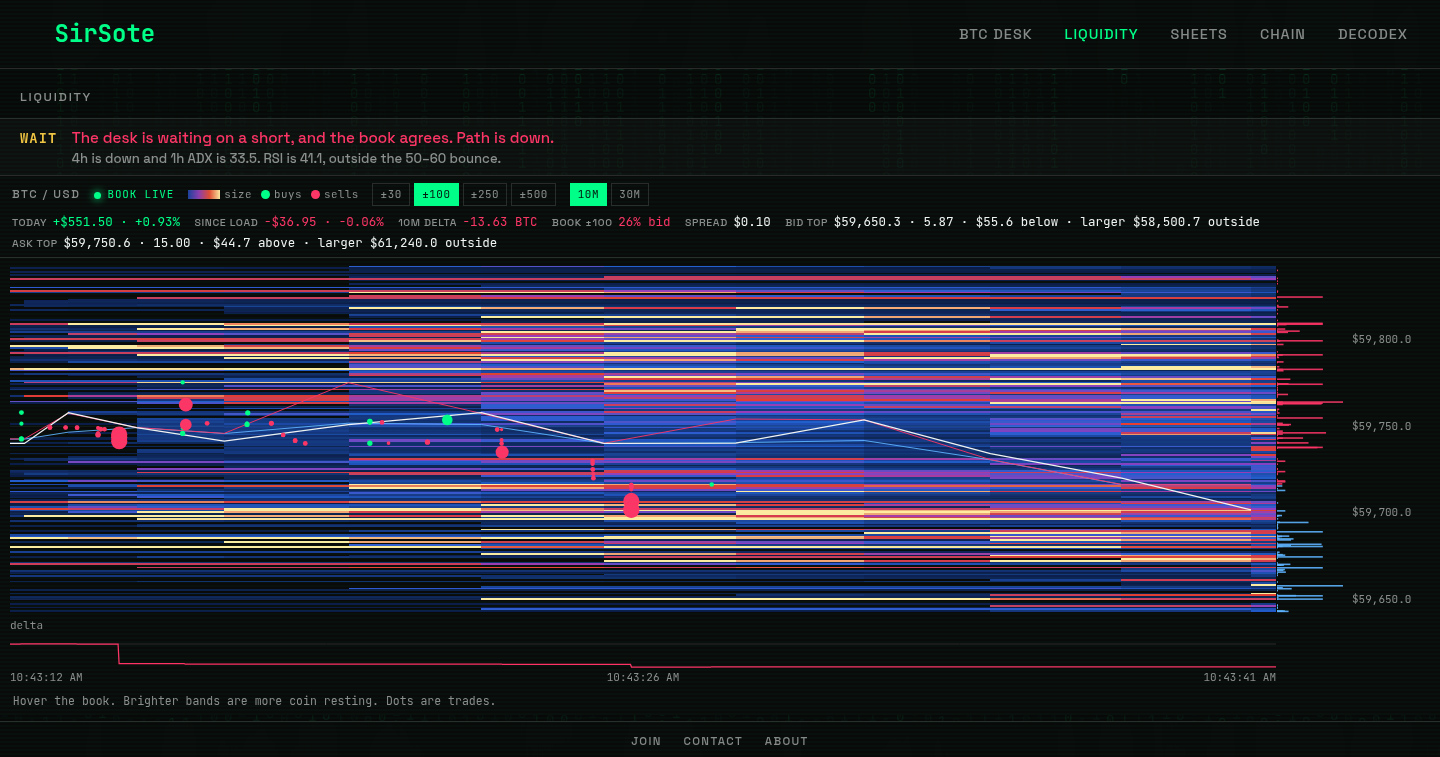 SirSote
BTC DESK LIQUIDITY SHEETS CHAIN DECODEX
LIQUIDITY
WAIT The desk is waiting on a short, and the book agrees. Path is down.
4h is down and 1h ADX is 33.5. RSI is 41.1, outside the 50–60 bounce.
BTC / USD BOOK LIVE size buys sells ±30 ±100 ±250 ±500 10M 30M
TODAY +$551.50 · +0.93% SINCE LOAD -$36.95 · -0.06% 10M DELTA -13.63 BTC BOOK ±100 26% bid SPREAD $0.10 BID TOP $59,650.3 · 5.87 · $55.6 below · larger $58,500.7 outside
ASK TOP $59,750.6 · 15.00 · $44.7 above · larger $61,240.0 outside
$59,800.0
$59,750.0
$59,700.0
$59,650.0
delta
10:43:12 AM 10:43:26 AM 10:43:41 AM
Hover the book. Brighter bands are more coin resting. Dots are trades.
JOIN CONTACT ABOUT